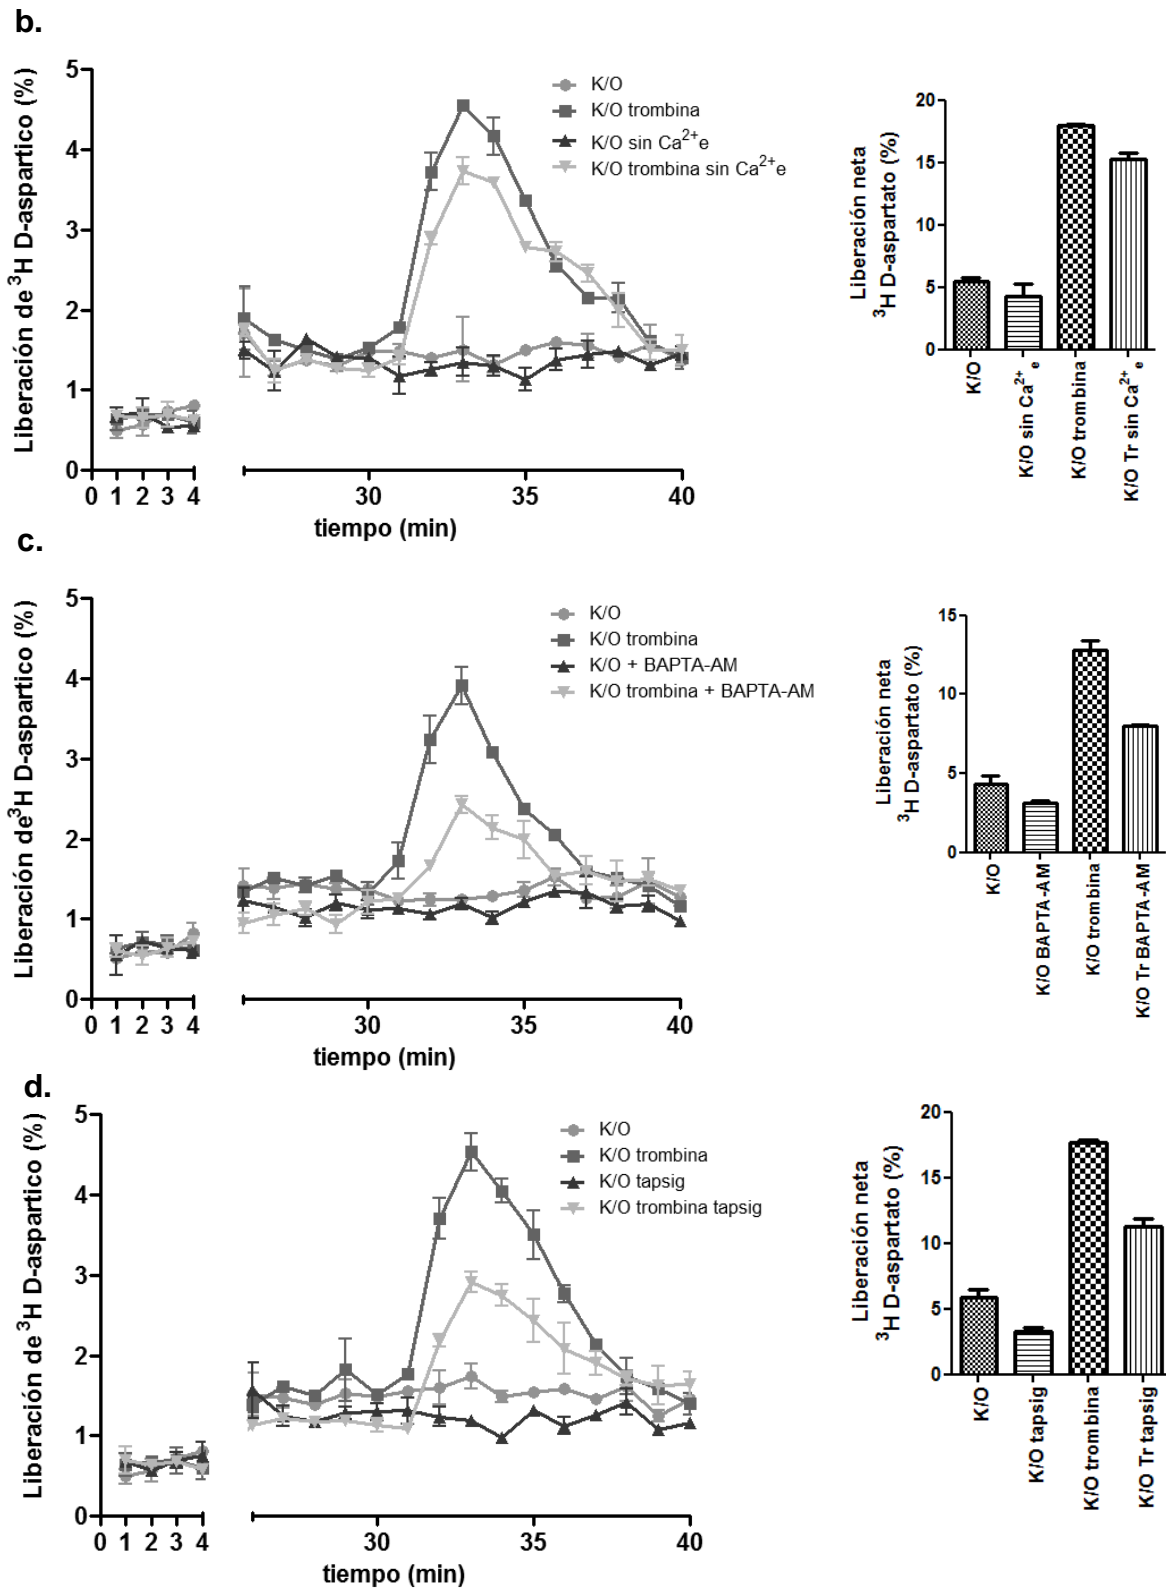 b.
Liberación de ³H D-aspartico (%)
5
4
3
2
1
0
K/O
K/O trombina
K/O sin Ca²⁺e
K/O trombina sin Ca²⁺e
0 1 2 3 4 30 35 40
tiempo (min)
Liberación neta
³H D-aspartato (%)
20
15
10
5
0
K/O
K/O sin Ca²⁺e
K/O trombina
K/O Tr sin Ca²⁺e
c.
Liberación de³H D-aspartico (%)
5
4
3
2
1
0
K/O
K/O trombina
K/O + BAPTA-AM
K/O trombina + BAPTA-AM
0 1 2 3 4 30 35 40
tiempo (min)
Liberación neta
³H D-aspartato (%)
15
10
5
0
K/O
K/O BAPTA-AM
K/O trombina
K/O Tr BAPTA-AM
d.
Liberación de ³H D-aspartico (%)
5
4
3
2
1
0
K/O
K/O trombina
K/O tapsig
K/O trombina tapsig
0 1 2 3 4 30 35 40
tiempo (min)
Liberación neta
³H D-aspartato (%)
20
15
10
5
0
K/O
K/O tapsig
K/O trombina
K/O Tr tapsig